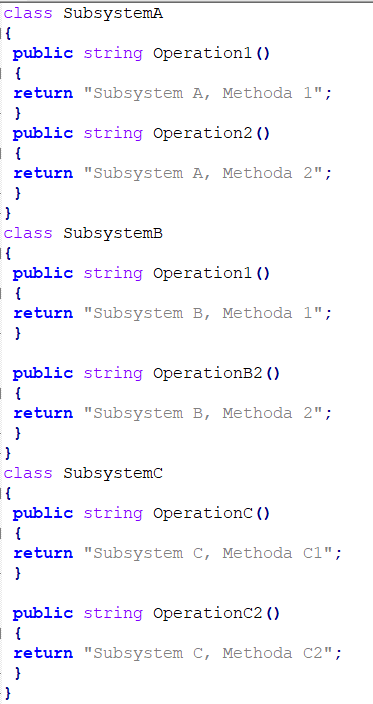 class SubsystemA
{
public string Operation1()
{
return "Subsystem A, Methoda 1";
}
public string Operation2()
{
return "Subsystem A, Methoda 2";
}
}
class SubsystemB
{
public string Operation1()
{
return "Subsystem B, Methoda 1";
}
public string OperationB2()
{
return "Subsystem B, Methoda 2";
}
}
class SubsystemC
{
public string OperationC()
{
return "Subsystem C, Methoda C1";
}
public string OperationC2()
{
return "Subsystem C, Methoda C2";
}
}